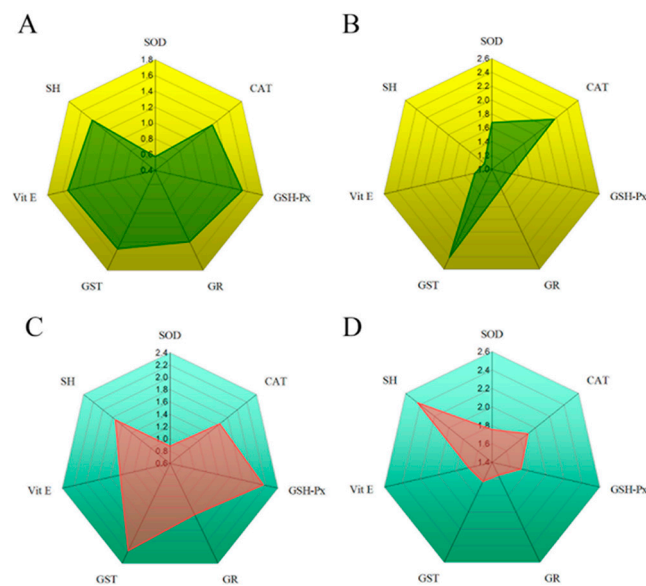 A
SOD
1.8
1.6
1.4
1.2
1.0
0.8
0.6
0.4
SH
CAT
Vit E
GSH-Px
GST
GR
B
SOD
2.6
2.4
2.2
2.0
1.8
1.6
1.4
1.2
1.0
SH
CAT
Vit E
GSH-Px
GST
GR
C
SOD
2.4
2.2
2.0
1.8
1.6
1.4
1.2
1.0
0.8
0.6
SH
CAT
Vit E
GSH-Px
GST
GR
D
SOD
2.6
2.4
2.2
2.0
1.8
1.6
1.4
SH
CAT
Vit E
GSH-Px
GST
GR